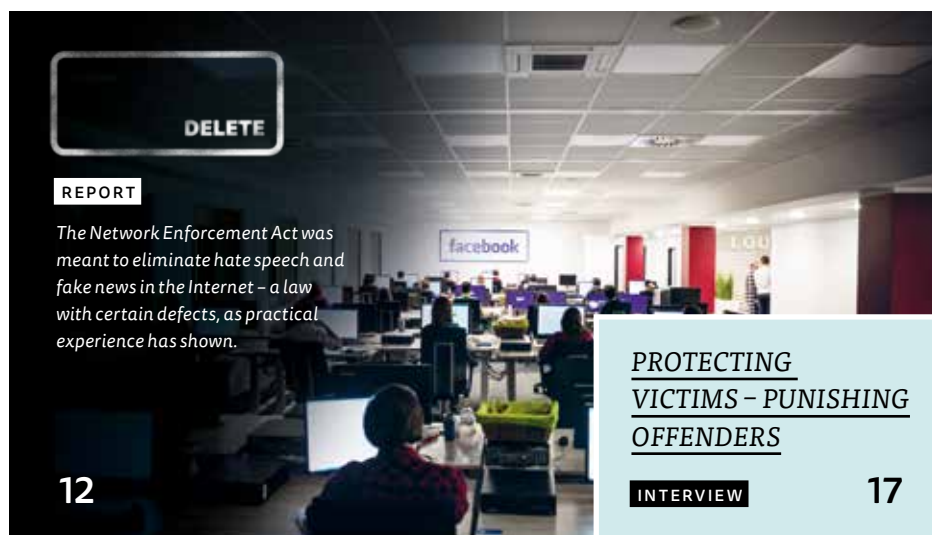 DELETE
REPORT
The Network Enforcement Act was
meant to eliminate hate speech and
fake news in the Internet – a law
with certain defects, as practical
experience has shown.
12
facebook
LOU
PROTECTING
VICTIMS – PUNISHING
OFFENDERS
INTERVIEW
17